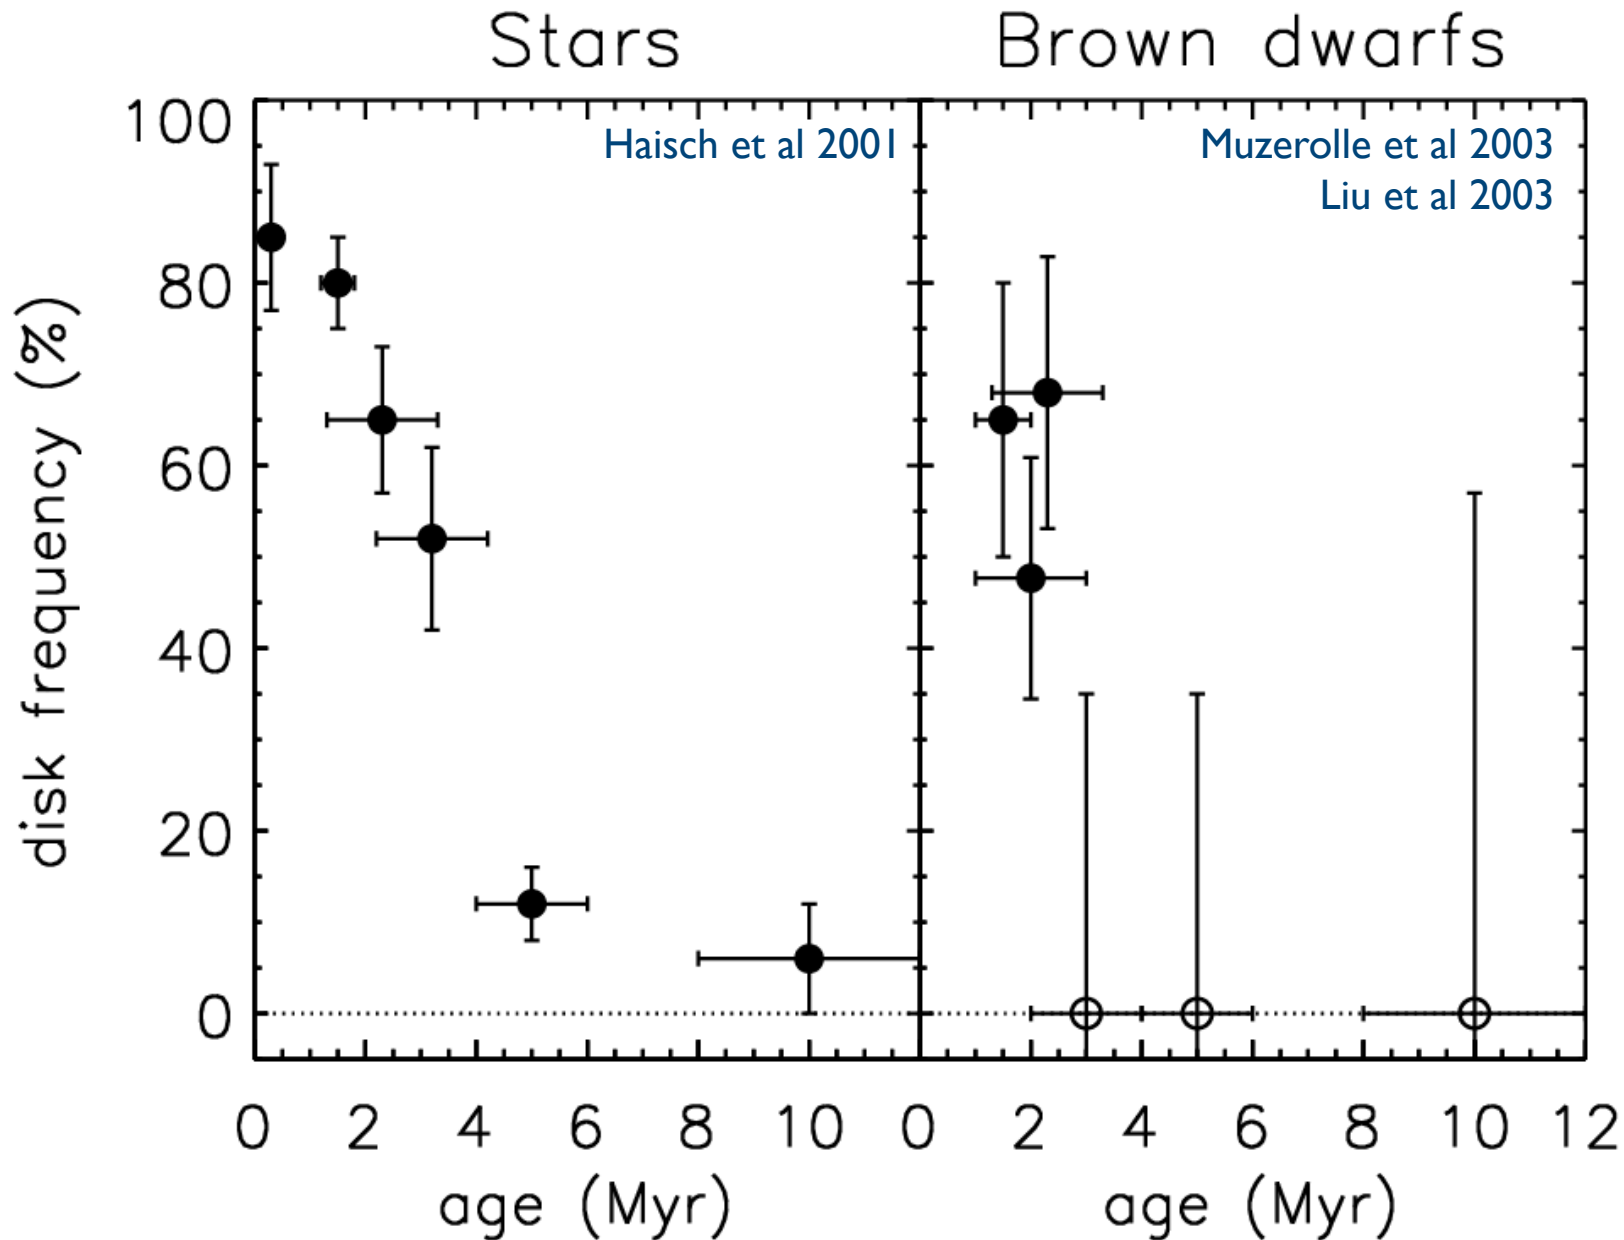 Stars
Brown dwarfs
Haisch et al 2001
Muzerolle et al 2003
Liu et al 2003
disk frequency (%)
100
80
60
40
20
0
0 2 4 6 8 10 0 2 4 6 8 10 12
age (Myr)
age (Myr)